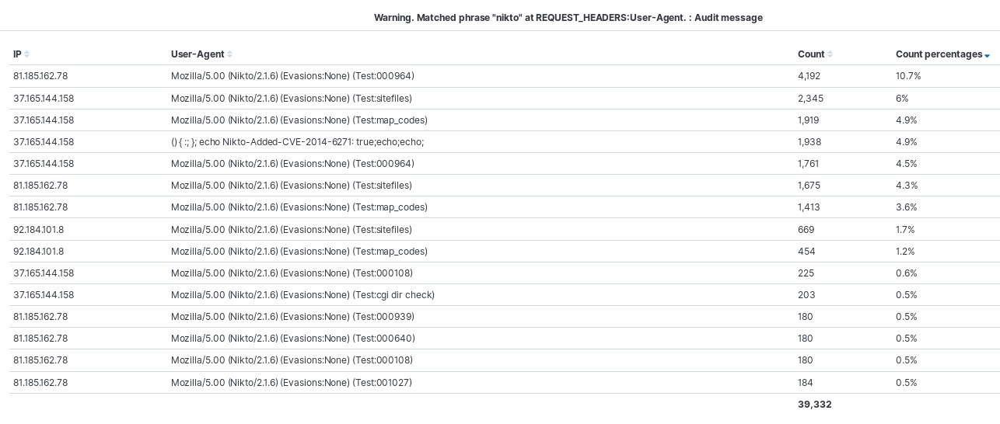 Warning. Matched phrase "nikto" at REQUEST_HEADERS:User-Agent. : Audit message
IP User-Agent Count Count percentages
81.185.162.78 Mozilla/5.00 (Nikto/2.1.6) (Evasions:None) (Test:000964) 4,192 10.7%
37.165.144.158 Mozilla/5.00 (Nikto/2.1.6) (Evasions:None) (Test:sitefiles) 2,345 6%
37.165.144.158 Mozilla/5.00 (Nikto/2.1.6) (Evasions:None) (Test:map_codes) 1,919 4.9%
37.165.144.158 () { :; }; echo Nikto-Added-CVE-2014-6271: true;echo;echo; 1,938 4.9%
37.165.144.158 Mozilla/5.00 (Nikto/2.1.6) (Evasions:None) (Test:000964) 1,761 4.5%
81.185.162.78 Mozilla/5.00 (Nikto/2.1.6) (Evasions:None) (Test:sitefiles) 1,675 4.3%
81.185.162.78 Mozilla/5.00 (Nikto/2.1.6) (Evasions:None) (Test:map_codes) 1,413 3.6%
92.184.101.8 Mozilla/5.00 (Nikto/2.1.6) (Evasions:None) (Test:sitefiles) 669 1.7%
92.184.101.8 Mozilla/5.00 (Nikto/2.1.6) (Evasions:None) (Test:map_codes) 454 1.2%
37.165.144.158 Mozilla/5.00 (Nikto/2.1.6) (Evasions:None) (Test:000108) 225 0.6%
37.165.144.158 Mozilla/5.00 (Nikto/2.1.6) (Evasions:None) (Test:cgi dir check) 203 0.5%
81.185.162.78 Mozilla/5.00 (Nikto/2.1.6) (Evasions:None) (Test:000939) 180 0.5%
81.185.162.78 Mozilla/5.00 (Nikto/2.1.6) (Evasions:None) (Test:000640) 180 0.5%
81.185.162.78 Mozilla/5.00 (Nikto/2.1.6) (Evasions:None) (Test:000108) 180 0.5%
81.185.162.78 Mozilla/5.00 (Nikto/2.1.6) (Evasions:None) (Test:001027) 184 0.5%
39,332